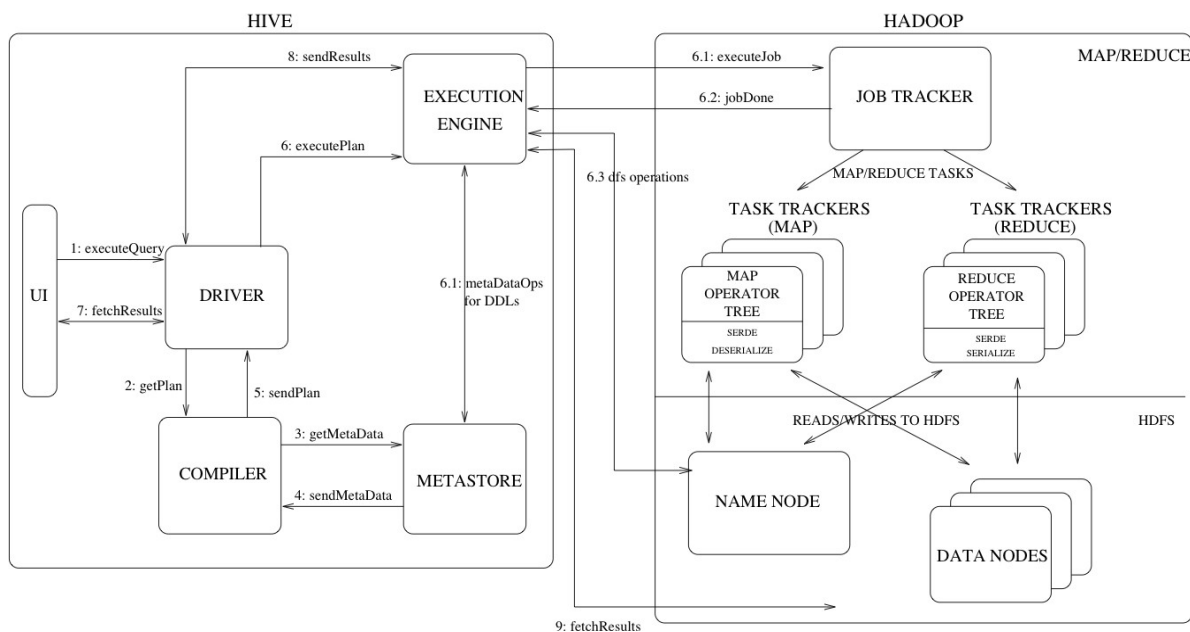 HIVE
HADOOP
MAP/REDUCE
8: sendResults
EXECUTION
ENGINE
6.1: executeJob
6.2: jobDone
JOB TRACKER
6: executePlan
6.3 dfs operations
MAP/REDUCE TASKS
TASK TRACKERS
(MAP)
TASK TRACKERS
(REDUCE)
1: executeQuery
UI
DRIVER
7: fetchResults
6.1: metaDataOps
for DDLs
MAP
OPERATOR
TREE
SERDE
DESERIALIZE
REDUCE
OPERATOR
TREE
SERDE
SERIALIZE
2: getPlan
5: sendPlan
READS/WRITES TO HDFS
HDFS
3: getMetaData
COMPILER
METASTORE
4: sendMetaData
NAME NODE
DATA NODES
9: fetchResults